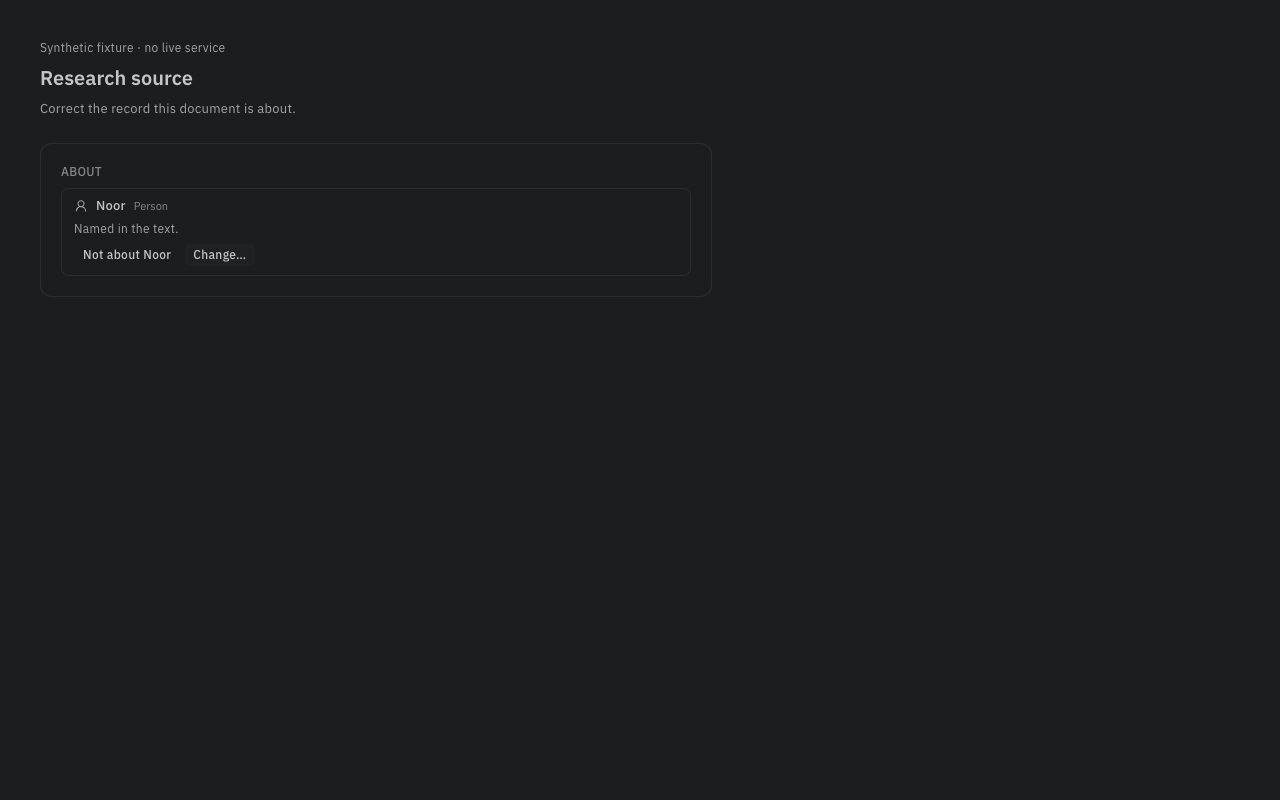 Synthetic fixture · no live service
Research source
Correct the record this document is about.
ABOUT
Noor Person
Named in the text.
Not about Noor Change…